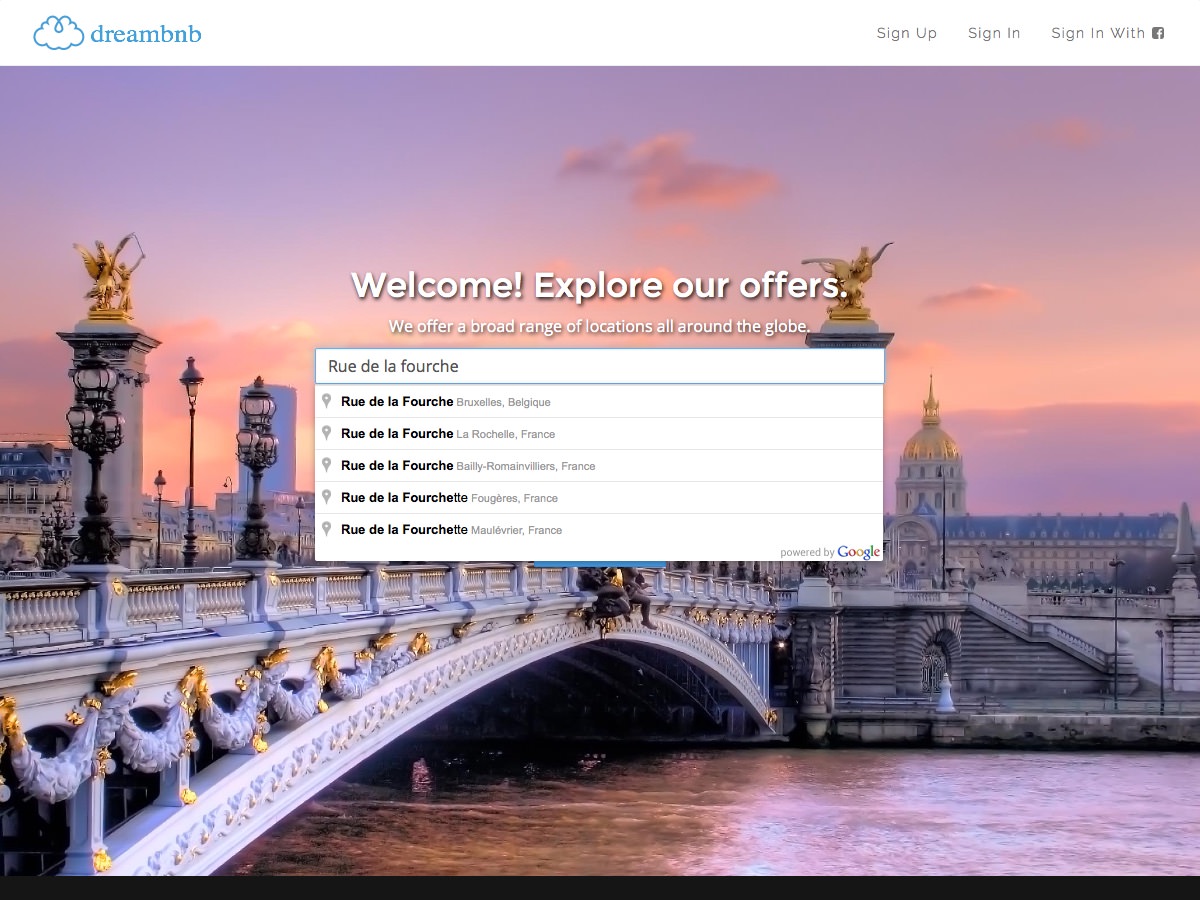 dreambnb
Sign Up Sign In Sign In With
Welcome! Explore our offers.
We offer a broad range of locations all around the globe.
Rue de la fourche
Rue de la Fourche Bruxelles, Belgique
Rue de la Fourche La Rochelle, France
Rue de la Fourche Bailly-Romainvilliers, France
Rue de la Fourchette Fougères, France
Rue de la Fourchette Maulévrier, France
powered by Google